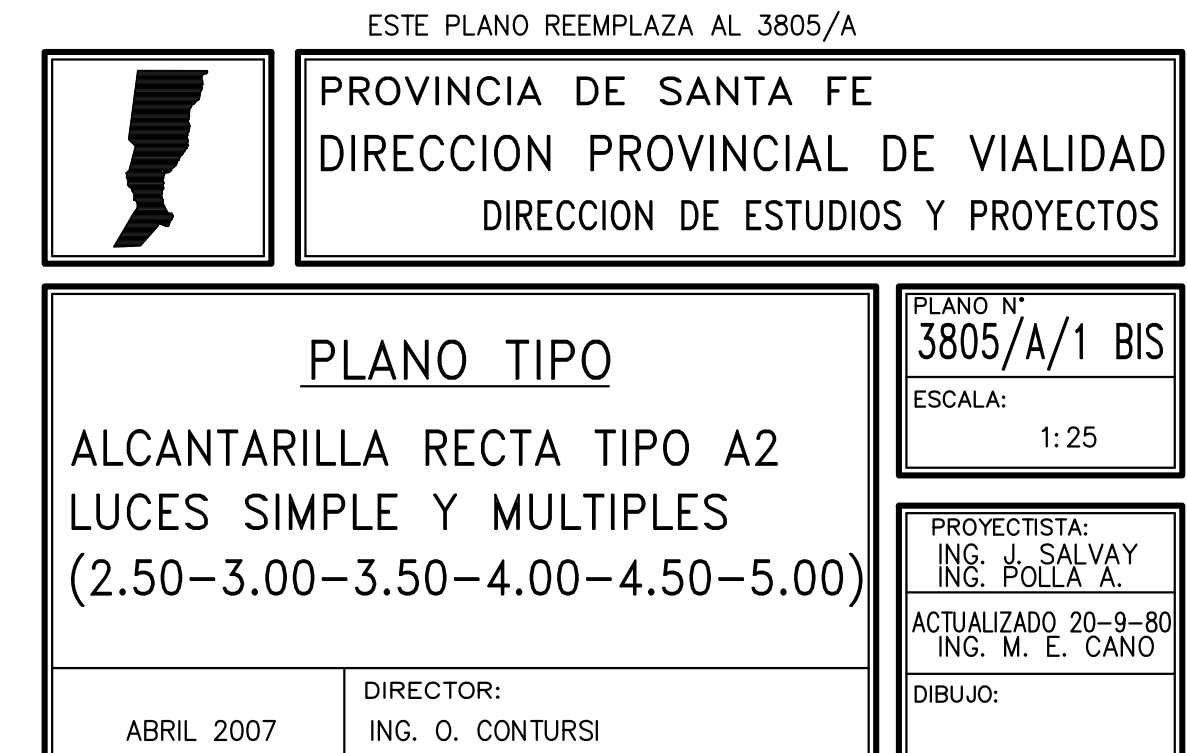 ESTE PLANO REEMPLAZA AL 3805/A
PROVINCIA DE SANTA FE
DIRECCION PROVINCIAL DE VIALIDAD
DIRECCION DE ESTUDIOS Y PROYECTOS
PLANO TIPO
ALCANTARILLA RECTA TIPO A2
LUCES SIMPLE Y MULTIPLES
(2.50-3.00-3.50-4.00-4.50-5.00)
ABRIL 2007
DIRECTOR:
ING. O. CONTURSI
PLANO N°
3805/A/1 BIS
ESCALA:
1:25
PROYECTISTA:
ING. J. SALVAY
ING. POLLA A.
ACTUALIZADO 20-9-80
ING. M. E. CANO
DIBUJO: